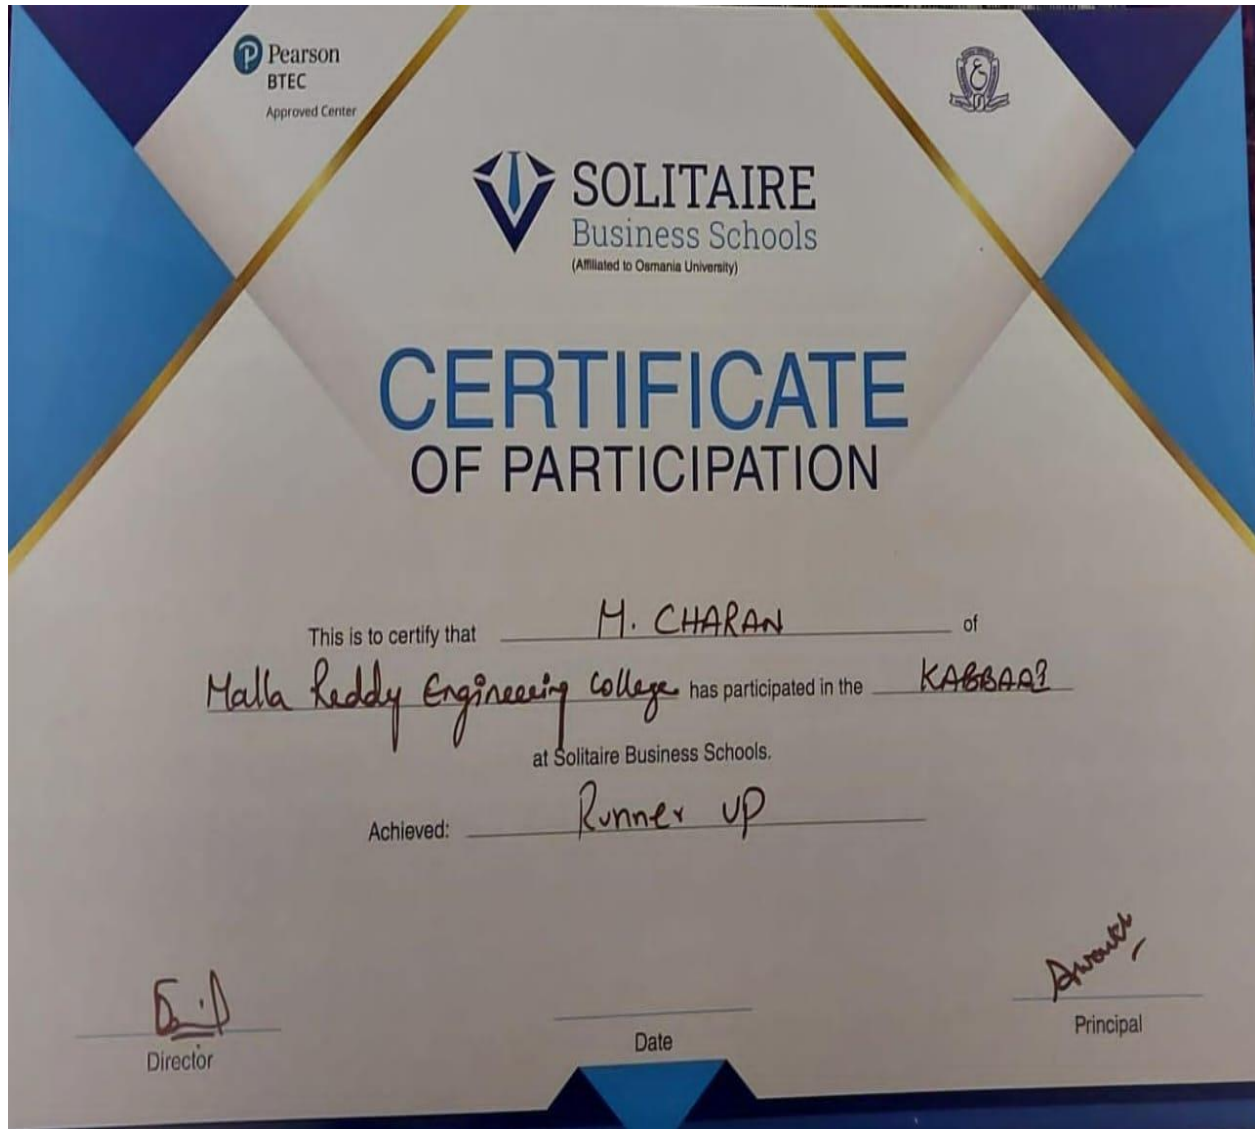 Pearson
BTEC
Approved Center
SOLITAIRE
Business Schools
(Affiliated to Osmania University)
CERTIFICATE
OF PARTICIPATION
This is to certify that M. CHARAN of
Malla Reddy Engineering College has participated in the KABBAAZ
at Solitaire Business Schools.
Achieved: Runner UP
Director
Date
Principal